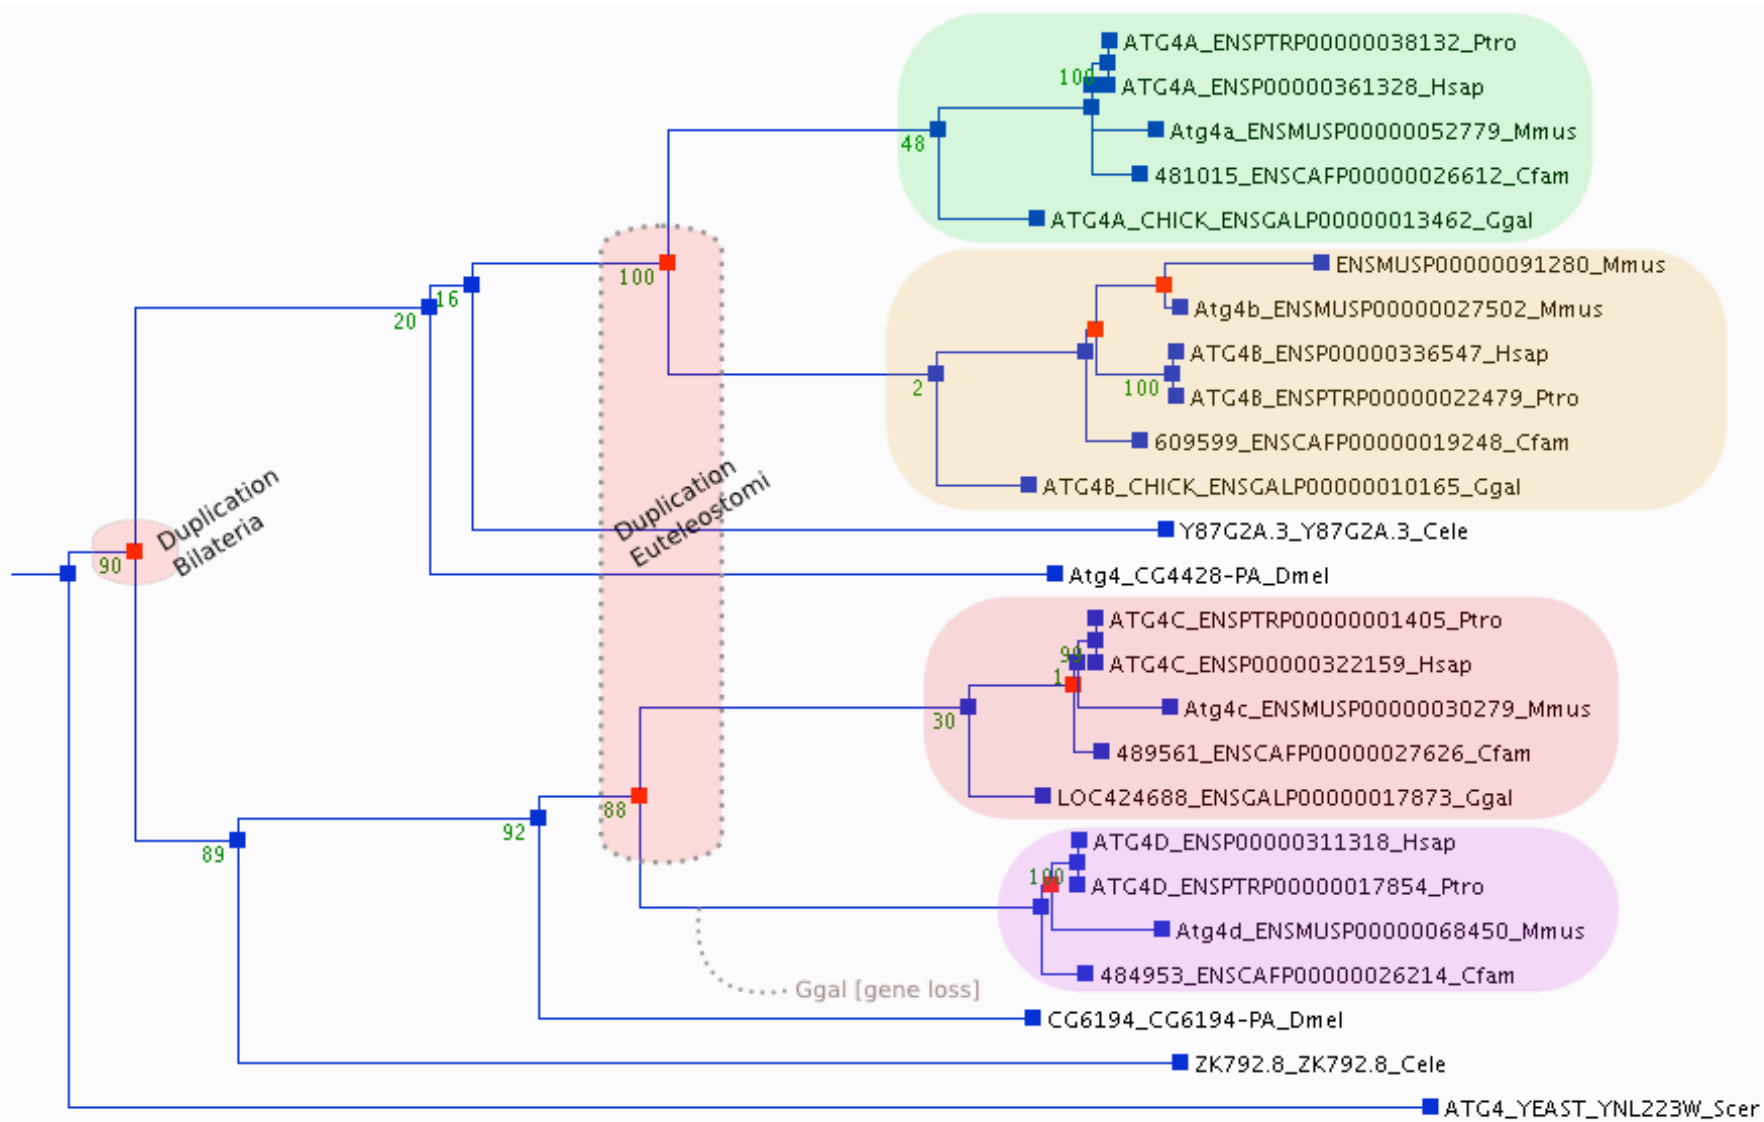 ATG4A_ENSPTRP00000038132_Ptro
100
ATG4A_ENSP00000361328_Hsap
48
Atg4a_ENSMUSP00000052779_Mmus
481015_ENSCAFP00000026612_Cfam
ATG4A_CHICK_ENSGALP00000013462_Ggal
100
ENSMUSP00000091280_Mmus
16
20
Atg4b_ENSMUSP00000027502_Mmus
ATG4B_ENSP00000336547_Hsap
2
100
ATG4B_ENSPTRP00000022479_Ptro
609599_ENSCAFP00000019248_Cfam
ATG4B_CHICK_ENSGALP00000010165_Ggal
Duplication
Euteleostomi
Duplication
Bilateria
90
Y87G2A.3_Y87G2A.3_Cele
Atg4_CG4428-PA_Dmel
ATG4C_ENSPTRP00000001405_Ptro
99
ATG4C_ENSP00000322159_Hsap
1
30
Atg4c_ENSMUSP00000030279_Mmus
489561_ENSCAFP00000027626_Cfam
88
LOC424688_ENSGALP00000017873_Ggal
92
89
ATG4D_ENSP00000311318_Hsap
100
ATG4D_ENSPTRP00000017854_Ptro
Atg4d_ENSMUSP00000068450_Mmus
484953_ENSCAFP00000026214_Cfam
Ggal [gene loss]
CG6194_CG6194-PA_Dmel
ZK792.8_ZK792.8_Cele
ATG4_YEAST_YNL223W_Scer